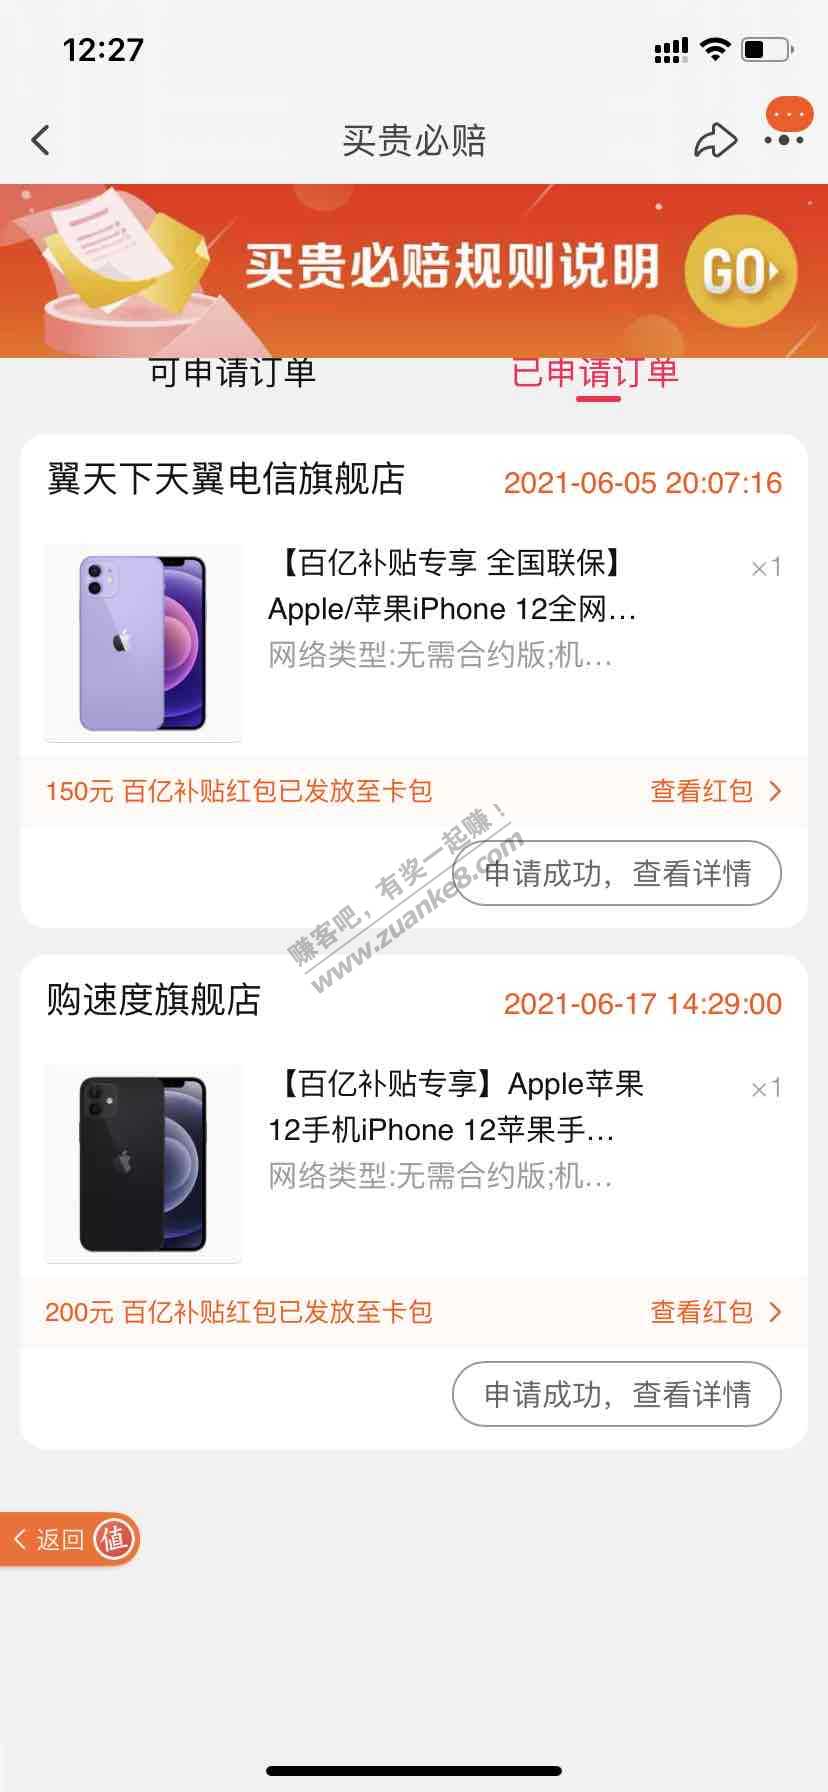 12:27
买贵必赔
买贵必赔规则说明
GO
可申请订单
已申请订单
翼天下天翼电信旗舰店
2021-06-05 20:07:16
【百亿补贴专享 全国联保】
×1
Apple/苹果iPhone 12全网...
网络类型:无需合约版;机...
150元 百亿补贴红包已发放至卡包
查看红包
申请成功，查看详情
赚客吧，有奖一起赚！
www.zuanke8.com
购速度旗舰店
2021-06-17 14:29:00
【百亿补贴专享】Apple苹果
×1
12手机iPhone 12苹果手...
网络类型:无需合约版;机...
200元 百亿补贴红包已发放至卡包
查看红包
申请成功，查看详情
返回 值